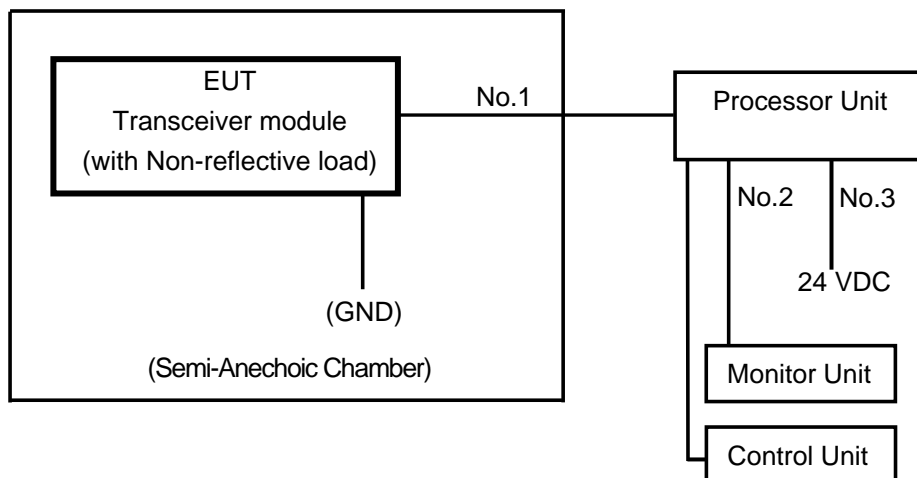 EUT
Transceiver module
(with Non-reflective load)
No.1
Processor Unit
No.2
No.3
24 VDC
(GND)
(Semi-Anechoic Chamber)
Monitor Unit
Control Unit